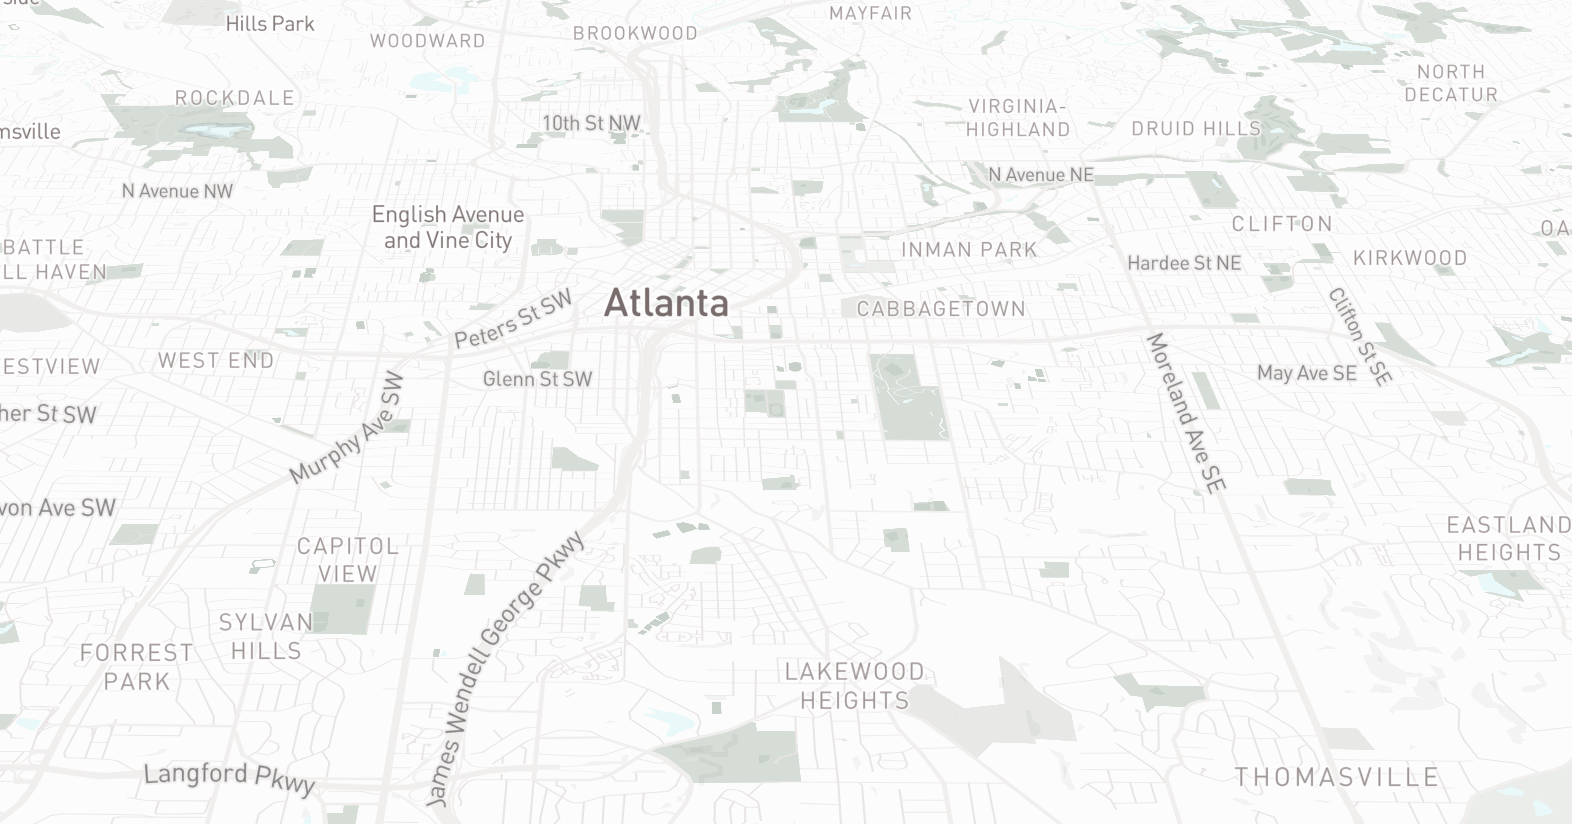 Hills Park
WOODWARD
BROOKWOOD
MAYFAIR
NORTH
DECATUR
ROCKDALE
10th St NW
VIRGINIA-
HIGHLAND
DRUID HILLS
N Avenue NW
N Avenue NE
English Avenue
and Vine City
BATTLE
INMAN PARK
CLIFTON
KIRKWOOD
Hardee St NE
Peters St SW
Atlanta
CABBAGETOWN
Clifton St SE
WEST END
Glenn St SW
May Ave SE
Moreland Ave SE
Murphy Ave SW
CAPITOL
VIEW
EASTLAND
HEIGHTS
James Wendell George Pkwy
SYLVAN
HILLS
FORREST
PARK
LAKEWOOD
HEIGHTS
Langford Pkwy
THOMASVILLE